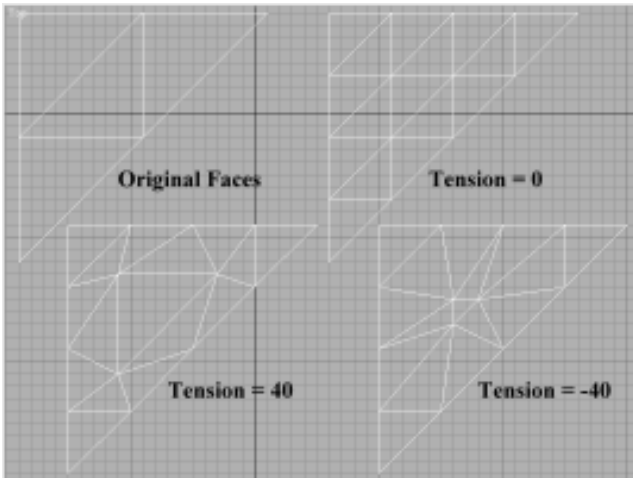 Original Faces
Tension = 0
Tension = 40
Tension = -40